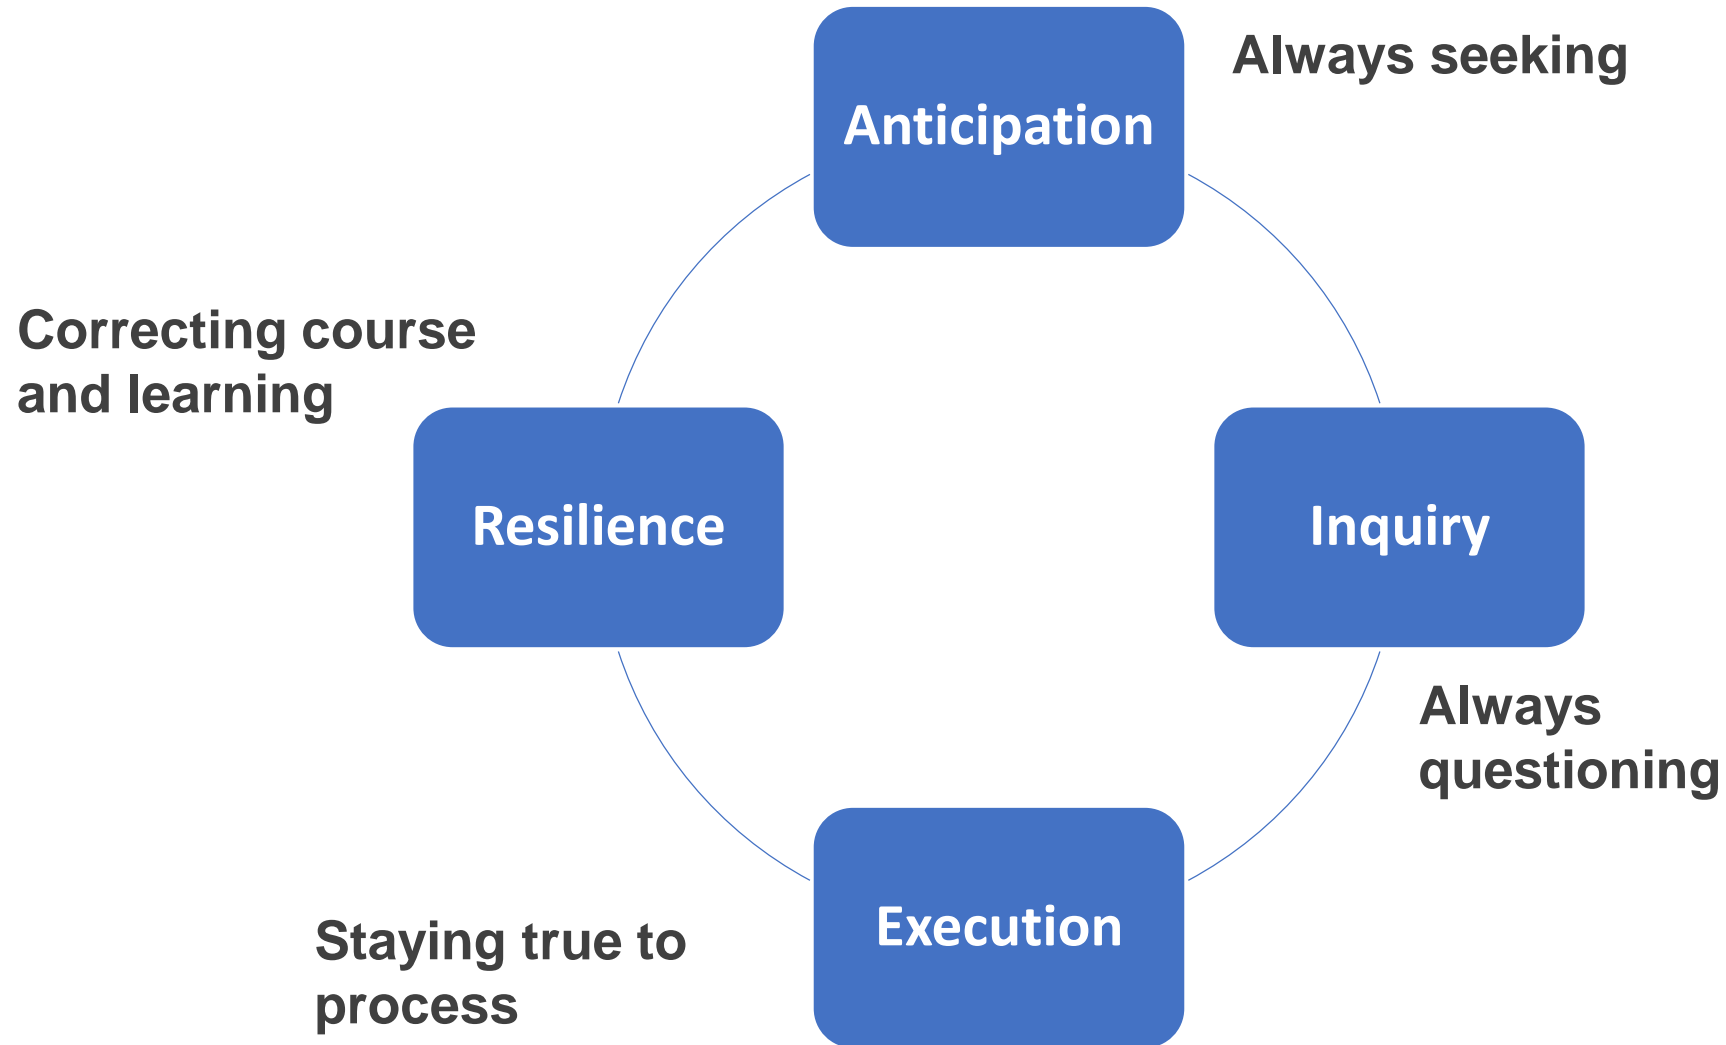 Anticipation
Always seeking
Inquiry
Always
questioning
Execution
Staying true to
process
Resilience
Correcting course
and learning